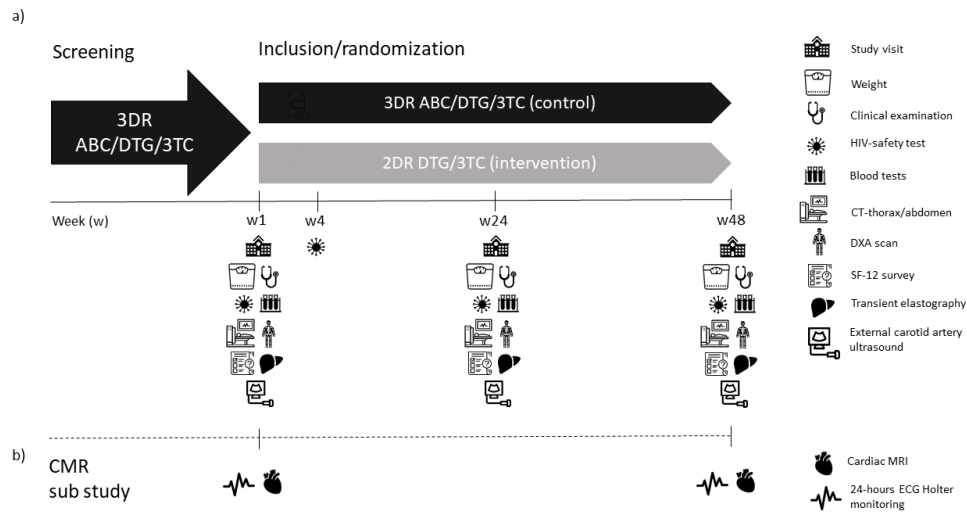 a)
Screening
Inclusion/randomization
3DR
ABC/DTG/3TC
3DR ABC/DTG/3TC (control)
2DR DTG/3TC (intervention)
Week (w)
w1
w4
w24
w48
Study visit
Weight
Clinical examination
HIV-safety test
Blood tests
CT-thorax/abdomen
DXA scan
SF-12 survey
Transient elastography
External carotid artery
ultrasound
b)
CMR
sub study
Cardiac MRI
24-hours ECG Holter
monitoring